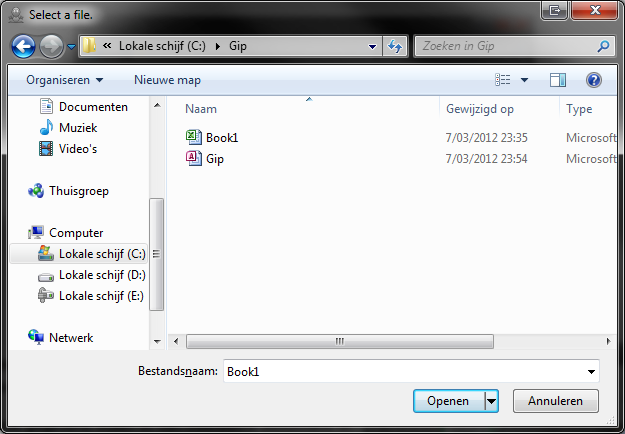 Select a file.
« Lokale schijf (C:) Gip
Zoeken in Gip
Organiseren Nieuwe map
Naam Gewijzigd op Type
Documenten
Muziek
Video's
Thuisgroep
Computer
Lokale schijf (C:)
Lokale schijf (D:)
Lokale schijf (E:)
Netwerk
Book1 7/03/2012 23:35 Microsoft
Gip 7/03/2012 23:54 Microsoft
Bestandsnaam: Book1
Openen Annuleren